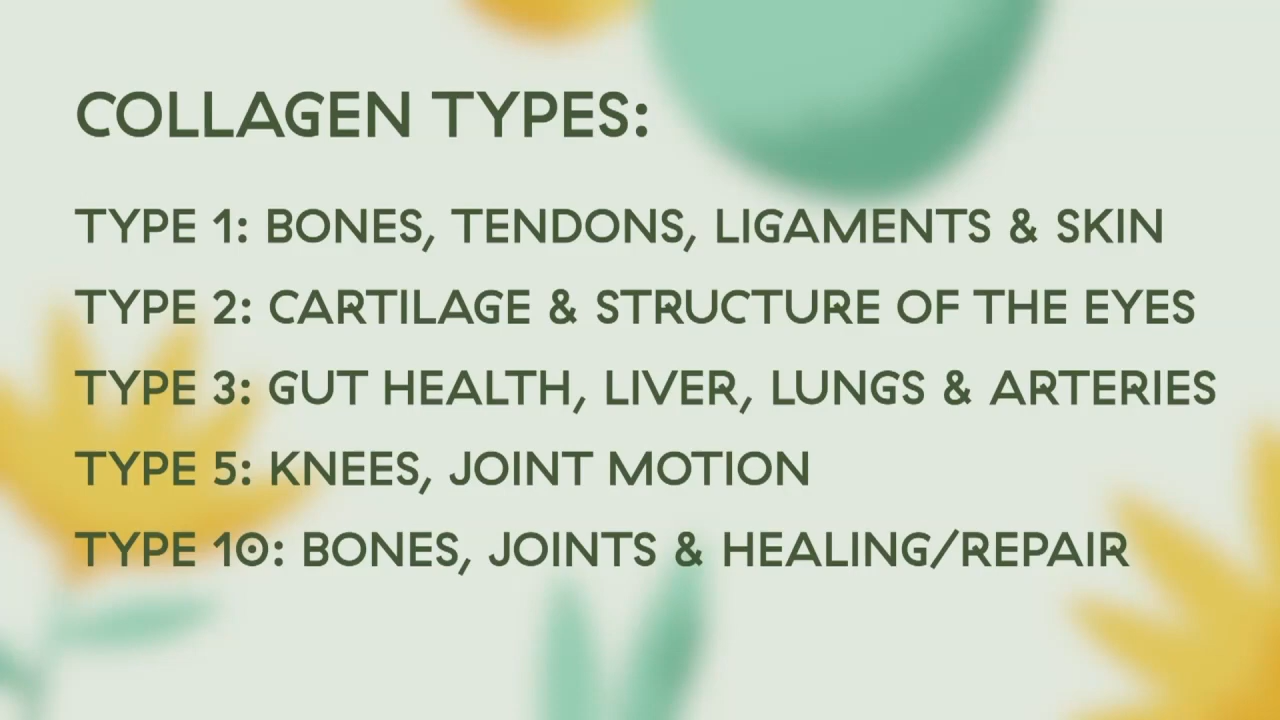 COLLAGEN TYPES:
TYPE 1: BONES, TENDONS, LIGAMENTS & SKIN
TYPE 2: CARTILAGE & STRUCTURE OF THE EYES
TYPE 3: GUT HEALTH, LIVER, LUNGS & ARTERIES
TYPE 5: KNEES, JOINT MOTION
TYPE 10: BONES, JOINTS & HEALING/REPAIR